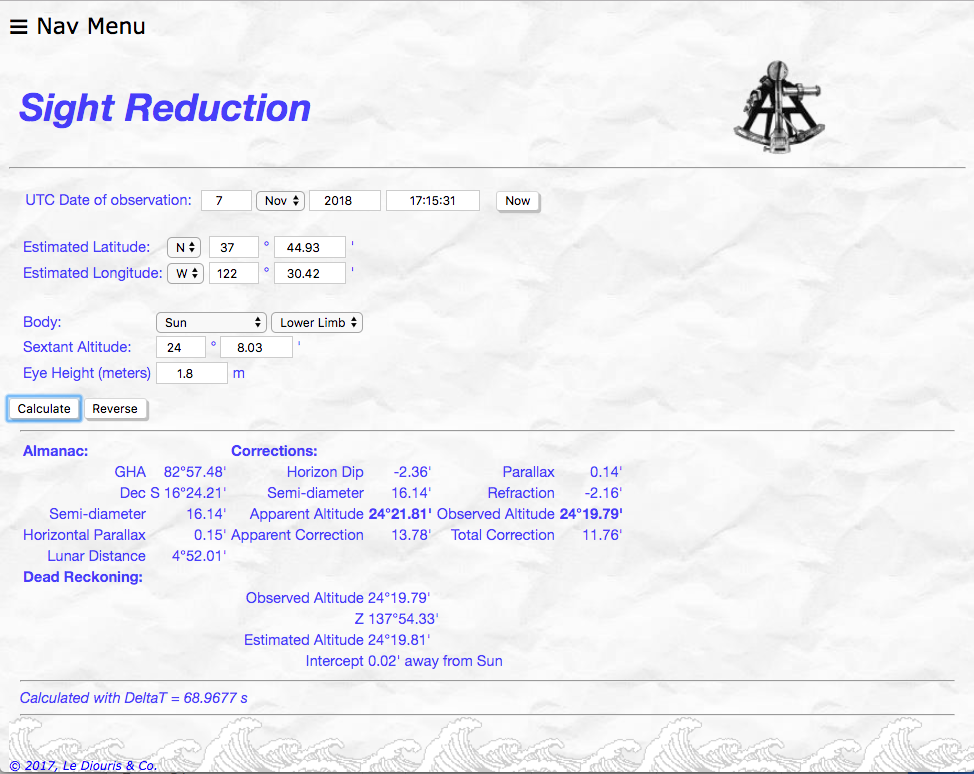 ≡ Nav Menu
Sight Reduction
UTC Date of observation: 7 Nov 2018 17:15:31 Now
Estimated Latitude: N 37 ° 44.93 '
Estimated Longitude: W 122 ° 30.42 '
Body: Sun Lower Limb
Sextant Altitude: 24 ° 8.03 '
Eye Height (meters) 1.8 m
Calculate Reverse
Almanac: Corrections:
GHA 82°57.48' Horizon Dip -2.36' Parallax 0.14'
Dec S 16°24.21' Semi-diameter 16.14' Refraction -2.16'
Semi-diameter 16.14' Apparent Altitude 24°21.81' Observed Altitude 24°19.79'
Horizontal Parallax 0.15' Apparent Correction 13.78' Total Correction 11.76'
Lunar Distance 4°52.01'
Dead Reckoning:
Observed Altitude 24°19.79'
Z 137°54.33'
Estimated Altitude 24°19.81'
Intercept 0.02' away from Sun
Calculated with DeltaT = 68.9677 s
© 2017, Le Diouris & Co.